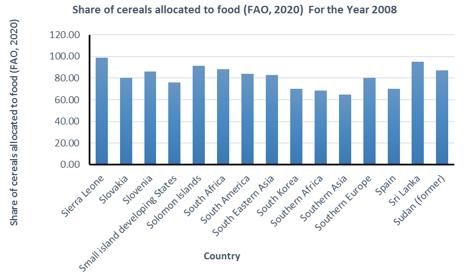 Share of cereals allocated to food (FAO, 2020)  For the Year 2008
Share of cereals allocated to food (FAO, 2020)
120.00
100.00
80.00
60.00
40.00
20.00
0.00
Sierra Leone
Slovakia
Slovenia
Small island developing States
Solomon Islands
South Africa
South America
South Eastern Asia
South Korea
Southern Africa
Southern Asia
Southern Europe
Spain
Sri Lanka
Sudan (former)
Country